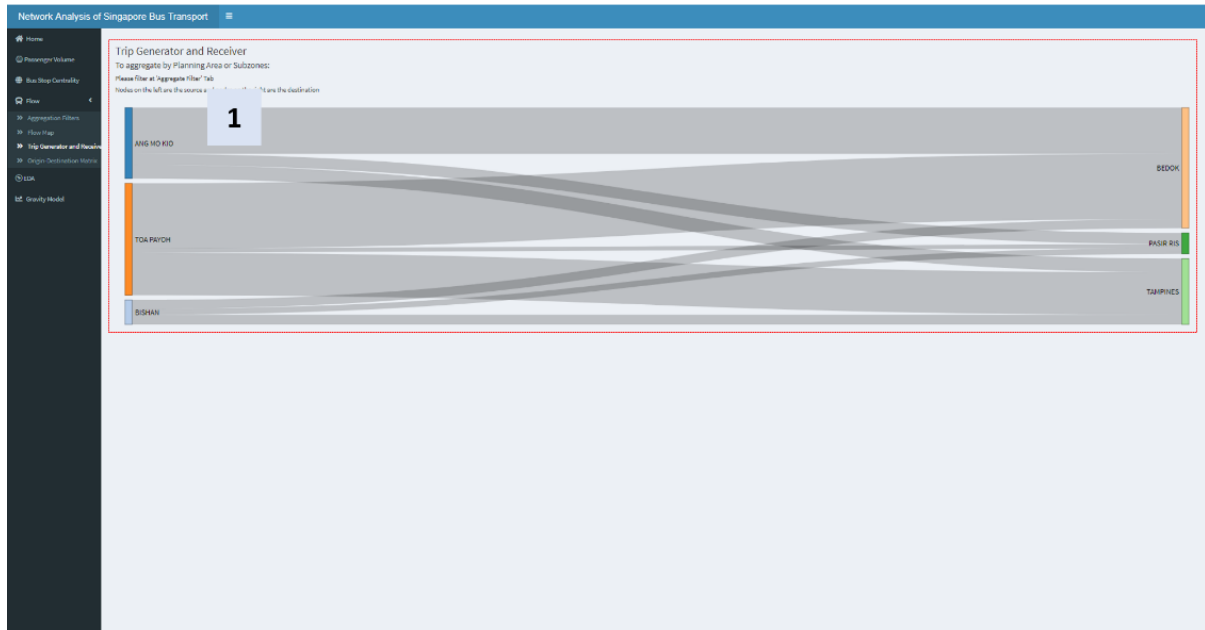 Network Analysis of Singapore Bus Transport
Home
Passenger Volume
Bus Stop Centrality
Flow
Aggregation Filters
Flow Map
Trip Generator and Receive
Origin-Destination Matrix
Gravity Model
Trip Generator and Receiver
To aggregate by Planning Area or Subzones:
Please filter at 'Aggregate Filter' Tab
Nodes on the left are the source are the destination
1
ANG MO KIO
BEDOK
TOA PAYOH
PASIR RIS
TAMPINES
BISHAN